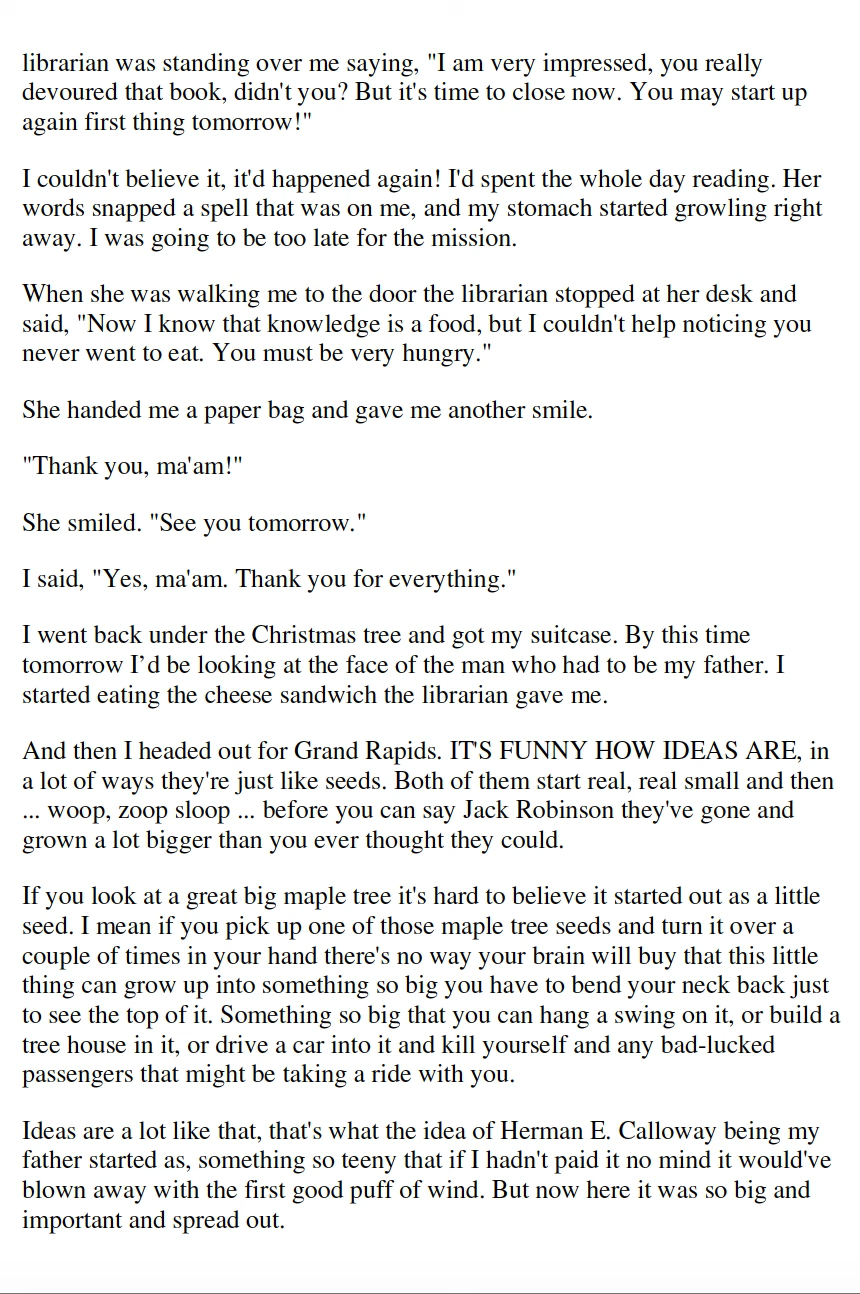 librarian was standing over me saying, "I am very impressed, you really
devoured that book, didn't you? But it's time to close now. You may start up
again first thing tomorrow!"
I couldn't believe it, it'd happened again! I'd spent the whole day reading. Her
words snapped a spell that was on me, and my stomach started growling right
away. I was going to be too late for the mission.
When she was walking me to the door the librarian stopped at her desk and
said, "Now I know that knowledge is a food, but I couldn't help noticing you
never went to eat. You must be very hungry."
She handed me a paper bag and gave me another smile.
"Thank you, ma'am!"
She smiled. "See you tomorrow."
I said, "Yes, ma'am. Thank you for everything."
I went back under the Christmas tree and got my suitcase. By this time
tomorrow I’d be looking at the face of the man who had to be my father. I
started eating the cheese sandwich the librarian gave me.
And then I headed out for Grand Rapids. IT'S FUNNY HOW IDEAS ARE, in
a lot of ways they're just like seeds. Both of them start real, real small and then
... woop, zoop sloop ... before you can say Jack Robinson they've gone and
grown a lot bigger than you ever thought they could.
If you look at a great big maple tree it's hard to believe it started out as a little
seed. I mean if you pick up one of those maple tree seeds and turn it over a
couple of times in your hand there's no way your brain will buy that this little
thing can grow up into something so big you have to bend your neck back just
to see the top of it. Something so big that you can hang a swing on it, or build a
tree house in it, or drive a car into it and kill yourself and any bad-lucked
passengers that might be taking a ride with you.
Ideas are a lot like that, that's what the idea of Herman E. Calloway being my
father started as, something so teeny that if I hadn't paid it no mind it would've
blown away with the first good puff of wind. But now here it was so big and
important and spread out.